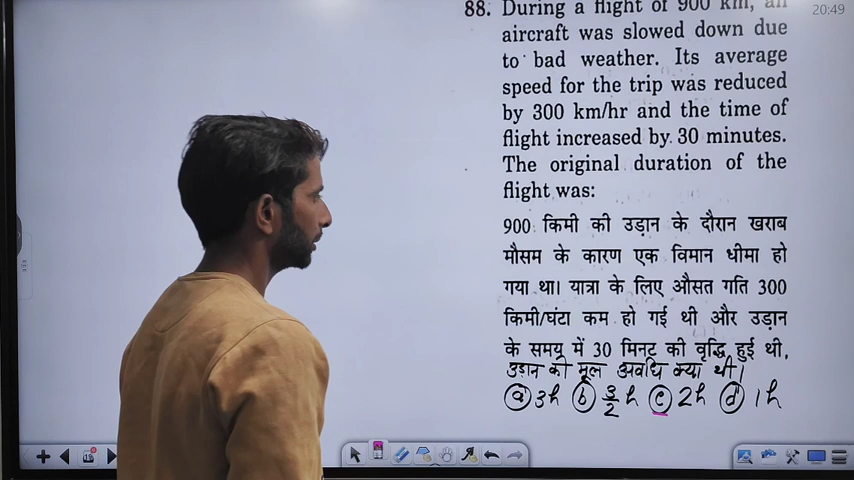 20:49
88. During a flight of 900 km, an
aircraft was slowed down due
to bad weather. Its average
speed for the trip was reduced
by 300 km/hr and the time of
flight increased by 30 minutes.
The original duration of the
flight was:
900 किमी की उड़ान के दौरान खराब
मौसम के कारण एक विमान धीमा हो
गया था। यात्रा के लिए औसत गति 300
किमी/घंटा कम हो गई थी और उड़ान
के समय में 30 मिनट की वृद्धि हुई थी,
उड़ान की मूल अवधि क्या थी।
(a) 3h (b) 3/2 h (c) 2h (d) 1h
19